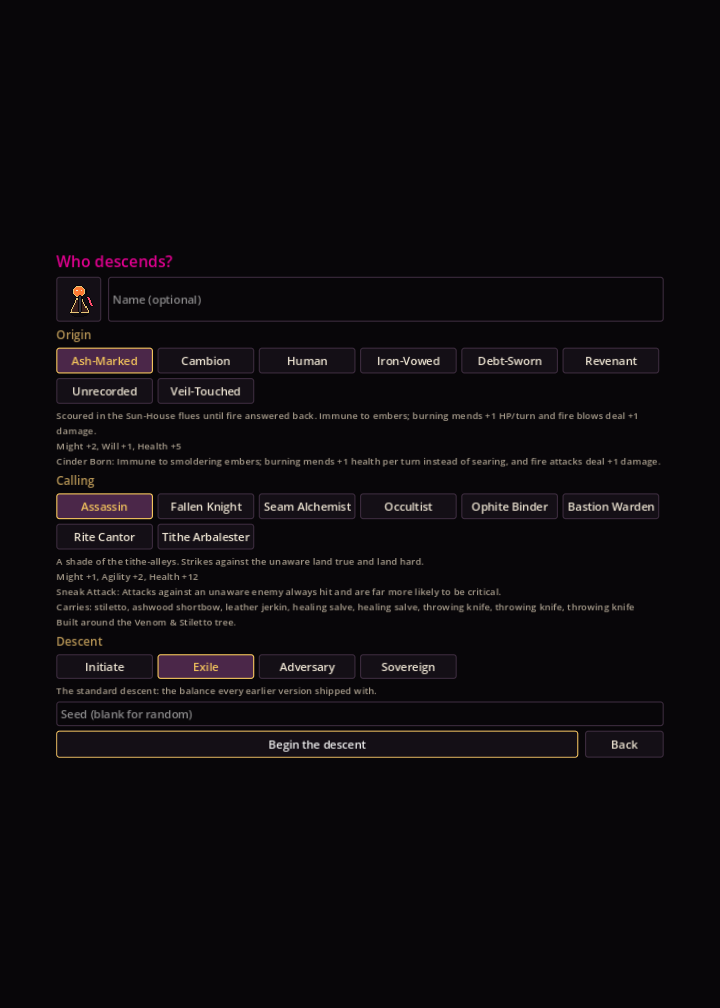 Who descends?
Name (optional)
Origin
Ash-Marked Cambion Human Iron-Vowed Debt-Sworn Revenant
Unrecorded Veil-Touched
Scoured in the Sun-House flues until fire answered back. Immune to embers; burning mends +1 HP/turn and fire blows deal +1
damage.
Might +2, Will +1, Health +5
Cinder Born: Immune to smoldering embers; burning mends +1 health per turn instead of searing, and fire attacks deal +1 damage.
Calling
Assassin Fallen Knight Seam Alchemist Occultist Ophite Binder Bastion Warden
Rite Cantor Tithe Arbalester
A shade of the tithe-alleys. Strikes against the unaware land true and land hard.
Might +1, Agility +2, Health +12
Sneak Attack: Attacks against an unaware enemy always hit and are far more likely to be critical.
Carries: stiletto, ashwood shortbow, leather jerkin, healing salve, healing salve, throwing knife, throwing knife, throwing knife
Built around the Venom & Stiletto tree.
Descent
Initiate Exile Adversary Sovereign
The standard descent: the balance every earlier version shipped with.
Seed (blank for random)
Begin the descent Back